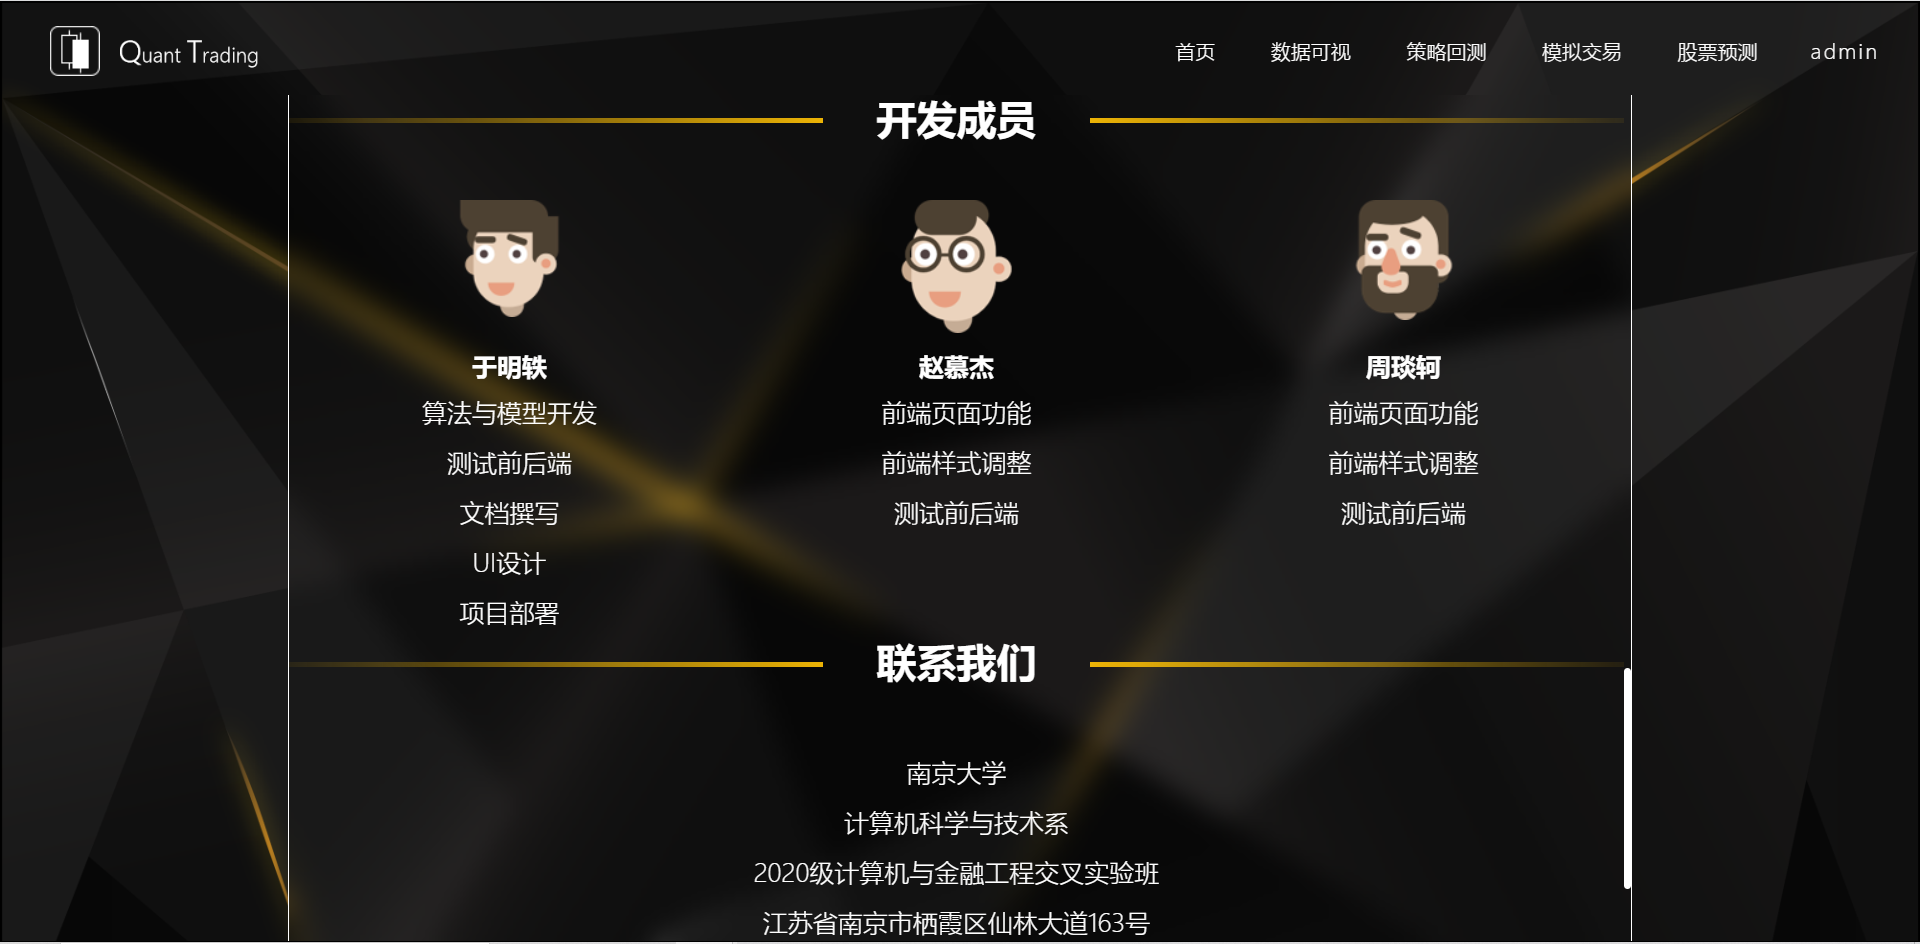 Quant Trading
首页 数据可视 策略回测 模拟交易 股票预测 admin
开发成员
于明轶 赵慕杰 周琰轲
算法与模型开发 前端页面功能 前端页面功能
测试前后端 前端样式调整 前端样式调整
文档撰写 测试前后端 测试前后端
UI设计
项目部署
联系我们
南京大学
计算机科学与技术系
2020级计算机与金融工程交叉实验班
江苏省南京市栖霞区仙林大道163号